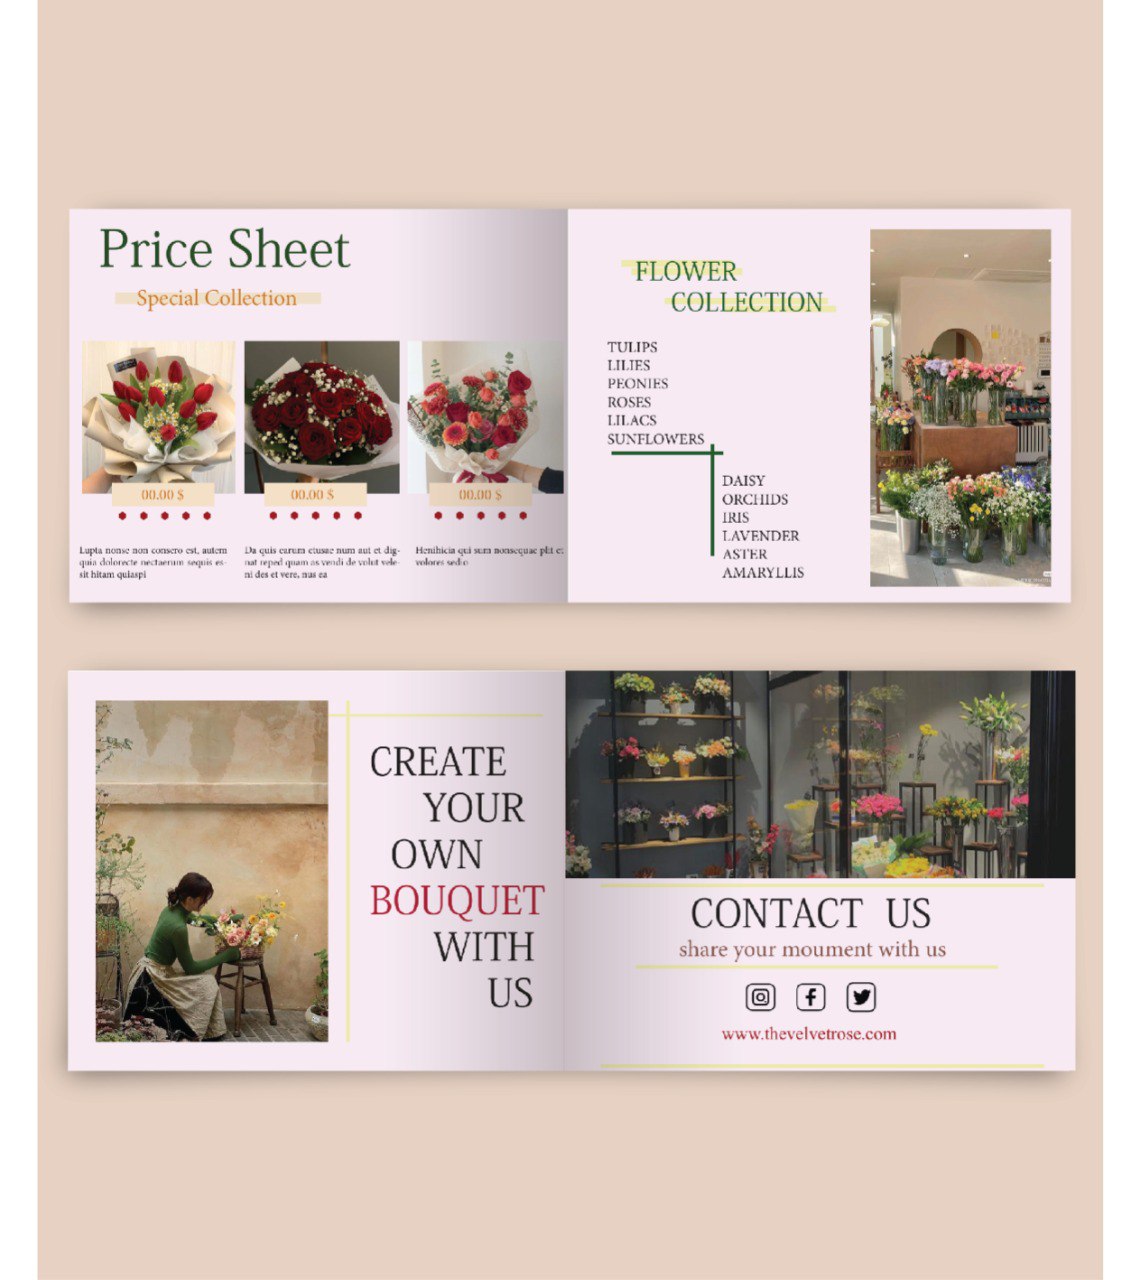 Price Sheet
Special Collection
00.00 $
00.00 $
00.00 $
Lupta nonse non consero est, autem
quia dolorecte nectaerum sequis es-
sit hitam quiaspi
Da quis earum etusae num aut et dig-
nat reped quam as vendi de volut vele-
ni des et vere, nus ea
Henihicia qui sum nonseque plit
volores sedio
FLOWER
COLLECTION
TULIPS
LILIES
PEONIES
ROSES
LILACS
SUNFLOWERS
DAISY
ORCHIDS
IRIS
LAVENDER
ASTER
AMARYLLIS
CREATE
YOUR
OWN
BOUQUET
WITH
US
CONTACT US
share your moument with us
www.thevelvetrose.com